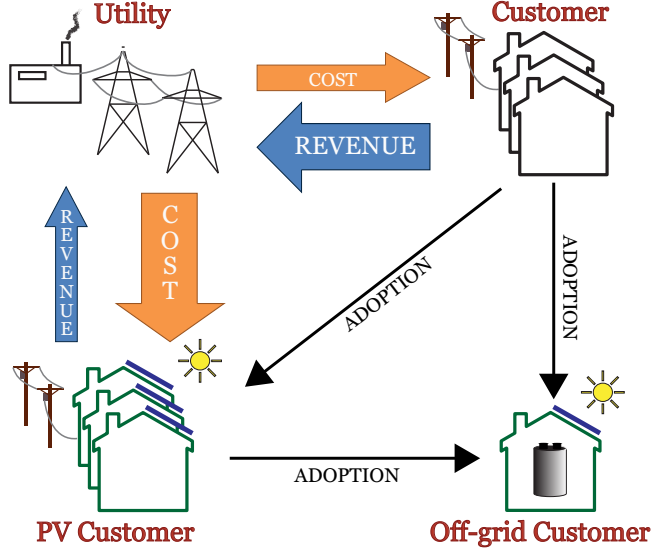 Utility
Customer
COST
REVENUE
REVENUE
COST
ADOPTION
ADOPTION
ADOPTION
PV Customer
Off-grid Customer